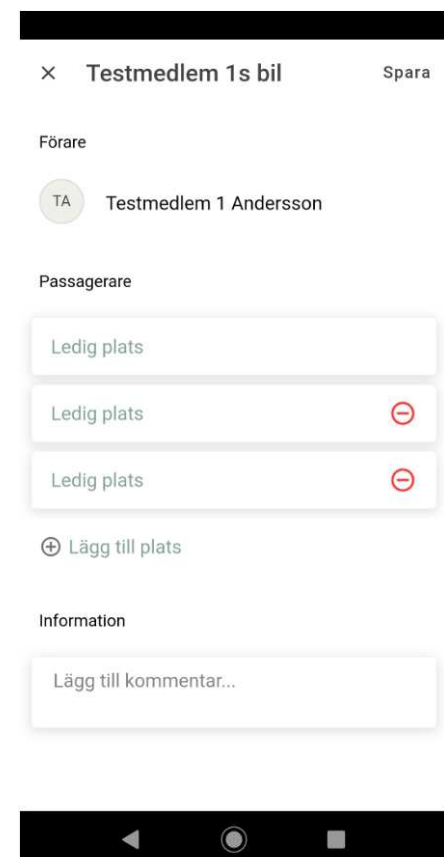 Testmedlem 1s bil Spara
Förare
TA Testmedlem 1 Andersson
Passagerare
Ledig plats
Ledig plats
Ledig plats
Lägg till plats
Information
Lägg till kommentar...